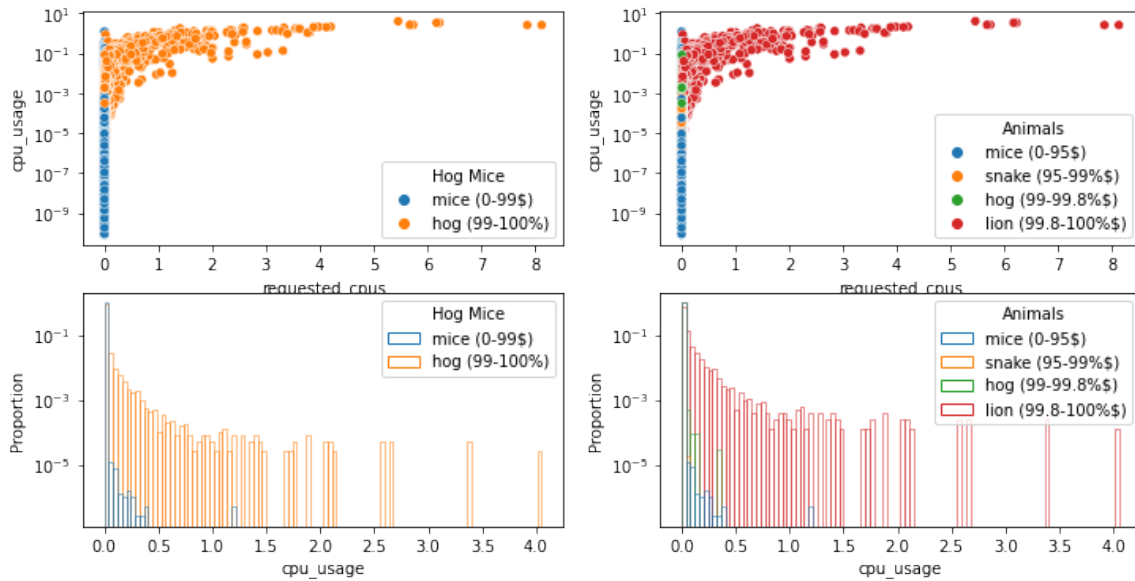 10^1
10^-1
10^-3
10^-5
10^-7
10^-9
cpu_usage
Hog Mice
mice (0-99$)
hog (99-100%)
0 1 2 3 4 5 6 7 8
requested_cpus
10^1
10^-1
10^-3
10^-5
10^-7
10^-9
cpu_usage
Animals
mice (0-95$)
snake (95-99%$)
hog (99-99.8%$)
lion (99.8-100%$)
0 1 2 3 4 5 6 7 8
requested_cpus
10^-1
10^-3
10^-5
Proportion
Hog Mice
mice (0-99$)
hog (99-100%)
0.0 0.5 1.0 1.5 2.0 2.5 3.0 3.5 4.0
cpu_usage
10^-1
10^-3
10^-5
Proportion
Animals
mice (0-95$)
snake (95-99%$)
hog (99-99.8%$)
lion (99.8-100%$)
0.0 0.5 1.0 1.5 2.0 2.5 3.0 3.5 4.0
cpu_usage